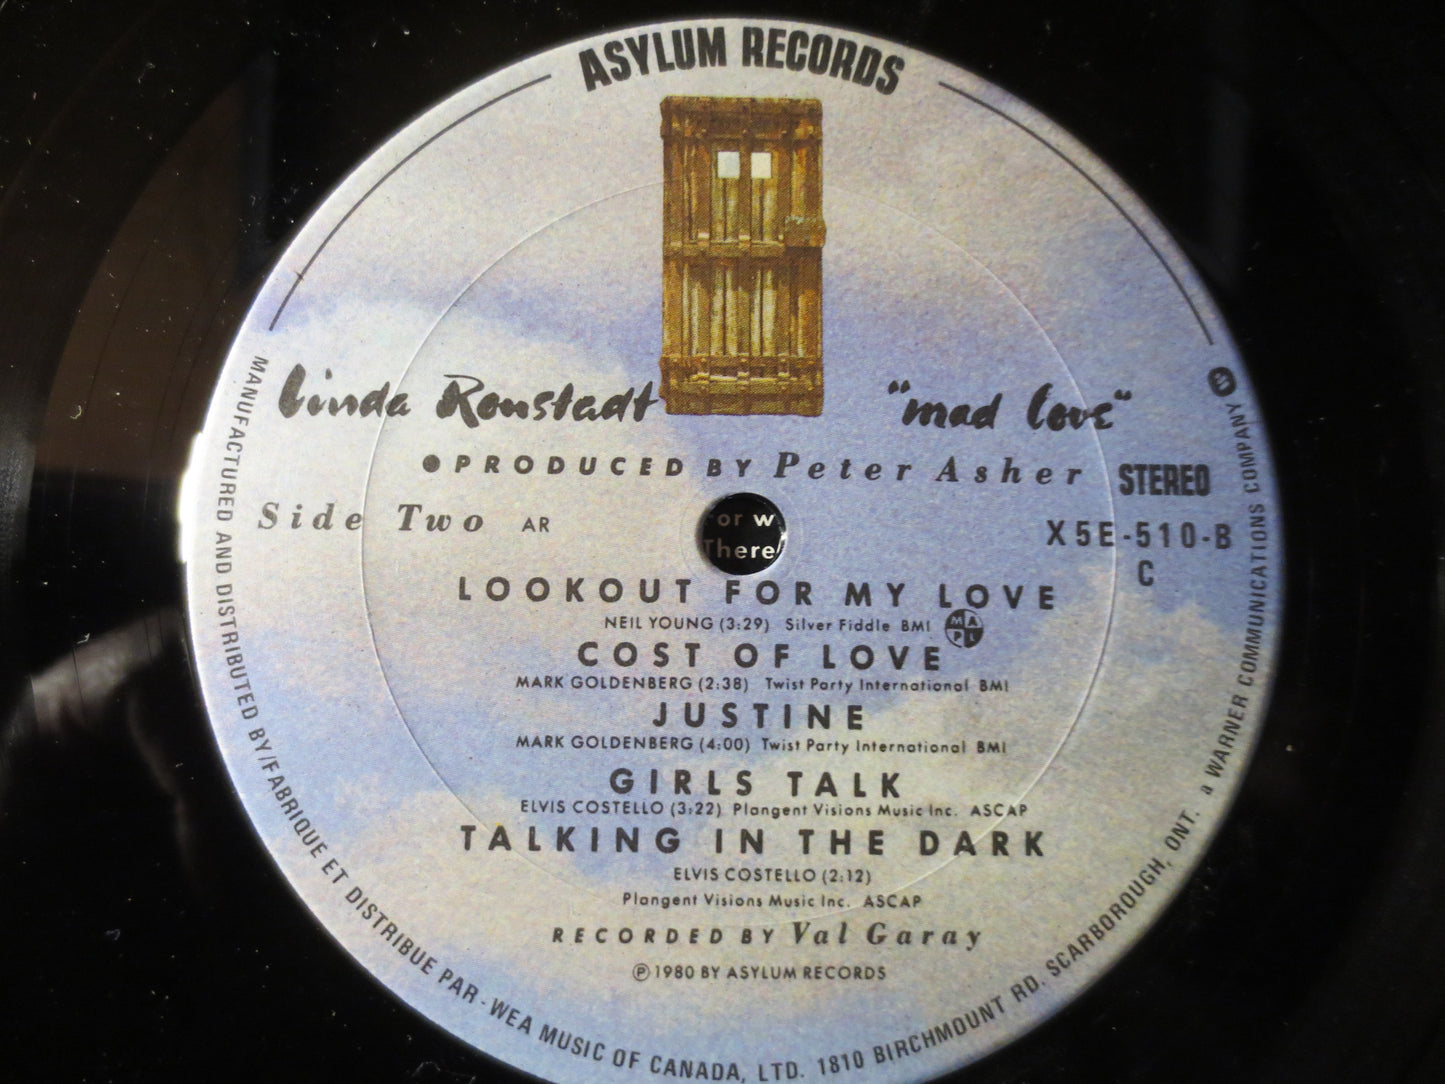 ASYLUM RECORDS
Linda Ronstadt
"mad love"
PRODUCED BY Peter Asher
STEREO
Side Two AR
X5E-510-B
C
or w
There
LOOKOUT FOR MY LOVE
NEIL YOUNG (3:29) Silver Fiddle BMI
M A P L
COST OF LOVE
MARK GOLDENBERG (2:38) Twist Party International BMI
JUSTINE
MARK GOLDENBERG (4:00) Twist Party International BMI
GIRLS TALK
ELVIS COSTELLO (3:22) Plangent Visions Music Inc. ASCAP
TALKING IN THE DARK
ELVIS COSTELLO (2:12)
Plangent Visions Music Inc. ASCAP
RECORDED BY Val Garay
℗ 1980 BY ASYLUM RECORDS
MANUFACTURED AND DISTRIBUTED BY/FABRIQUE ET DISTRIBUE PAR - WEA MUSIC OF CANADA, LTD. 1810 BIRCHMOUNT RD. SCARBOROUGH, ONT. a WARNER COMMUNICATIONS COMPANY